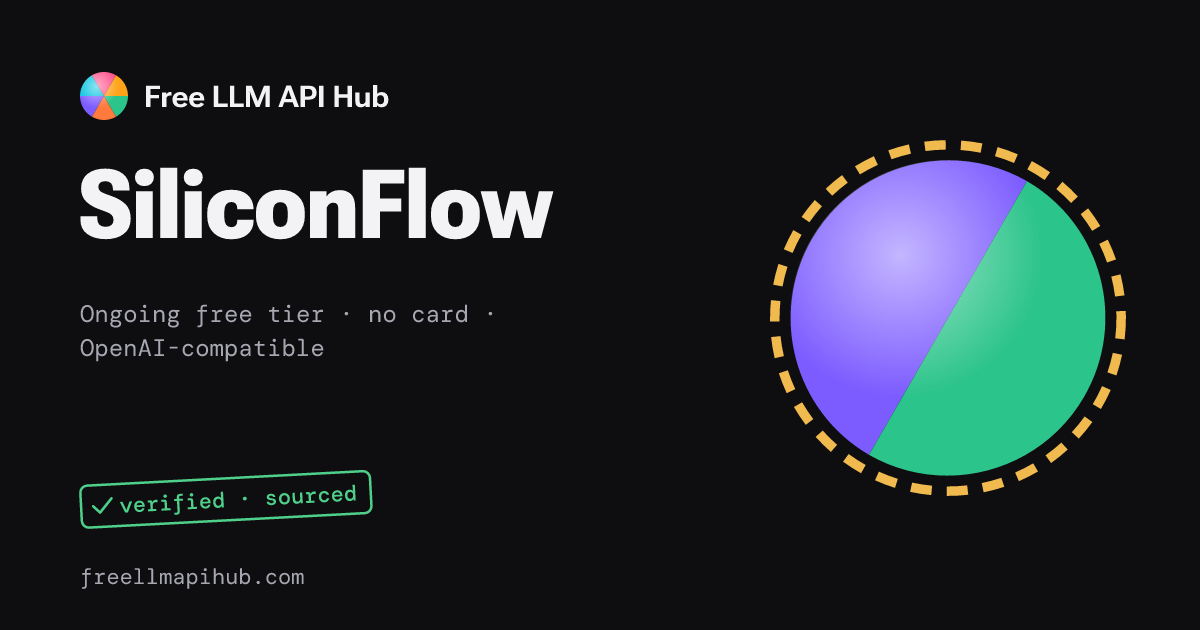 Free LLM API Hub
SiliconFlow
Ongoing free tier · no card ·
OpenAI-compatible
verified · sourced
freellmapihub.com